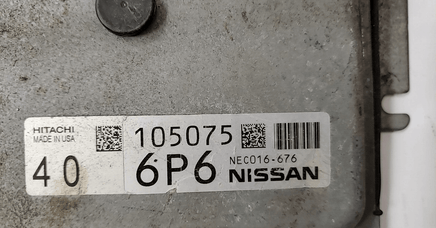 HITACHI
MADE IN USA
40
105075
6P6
NEC016-676
NISSAN